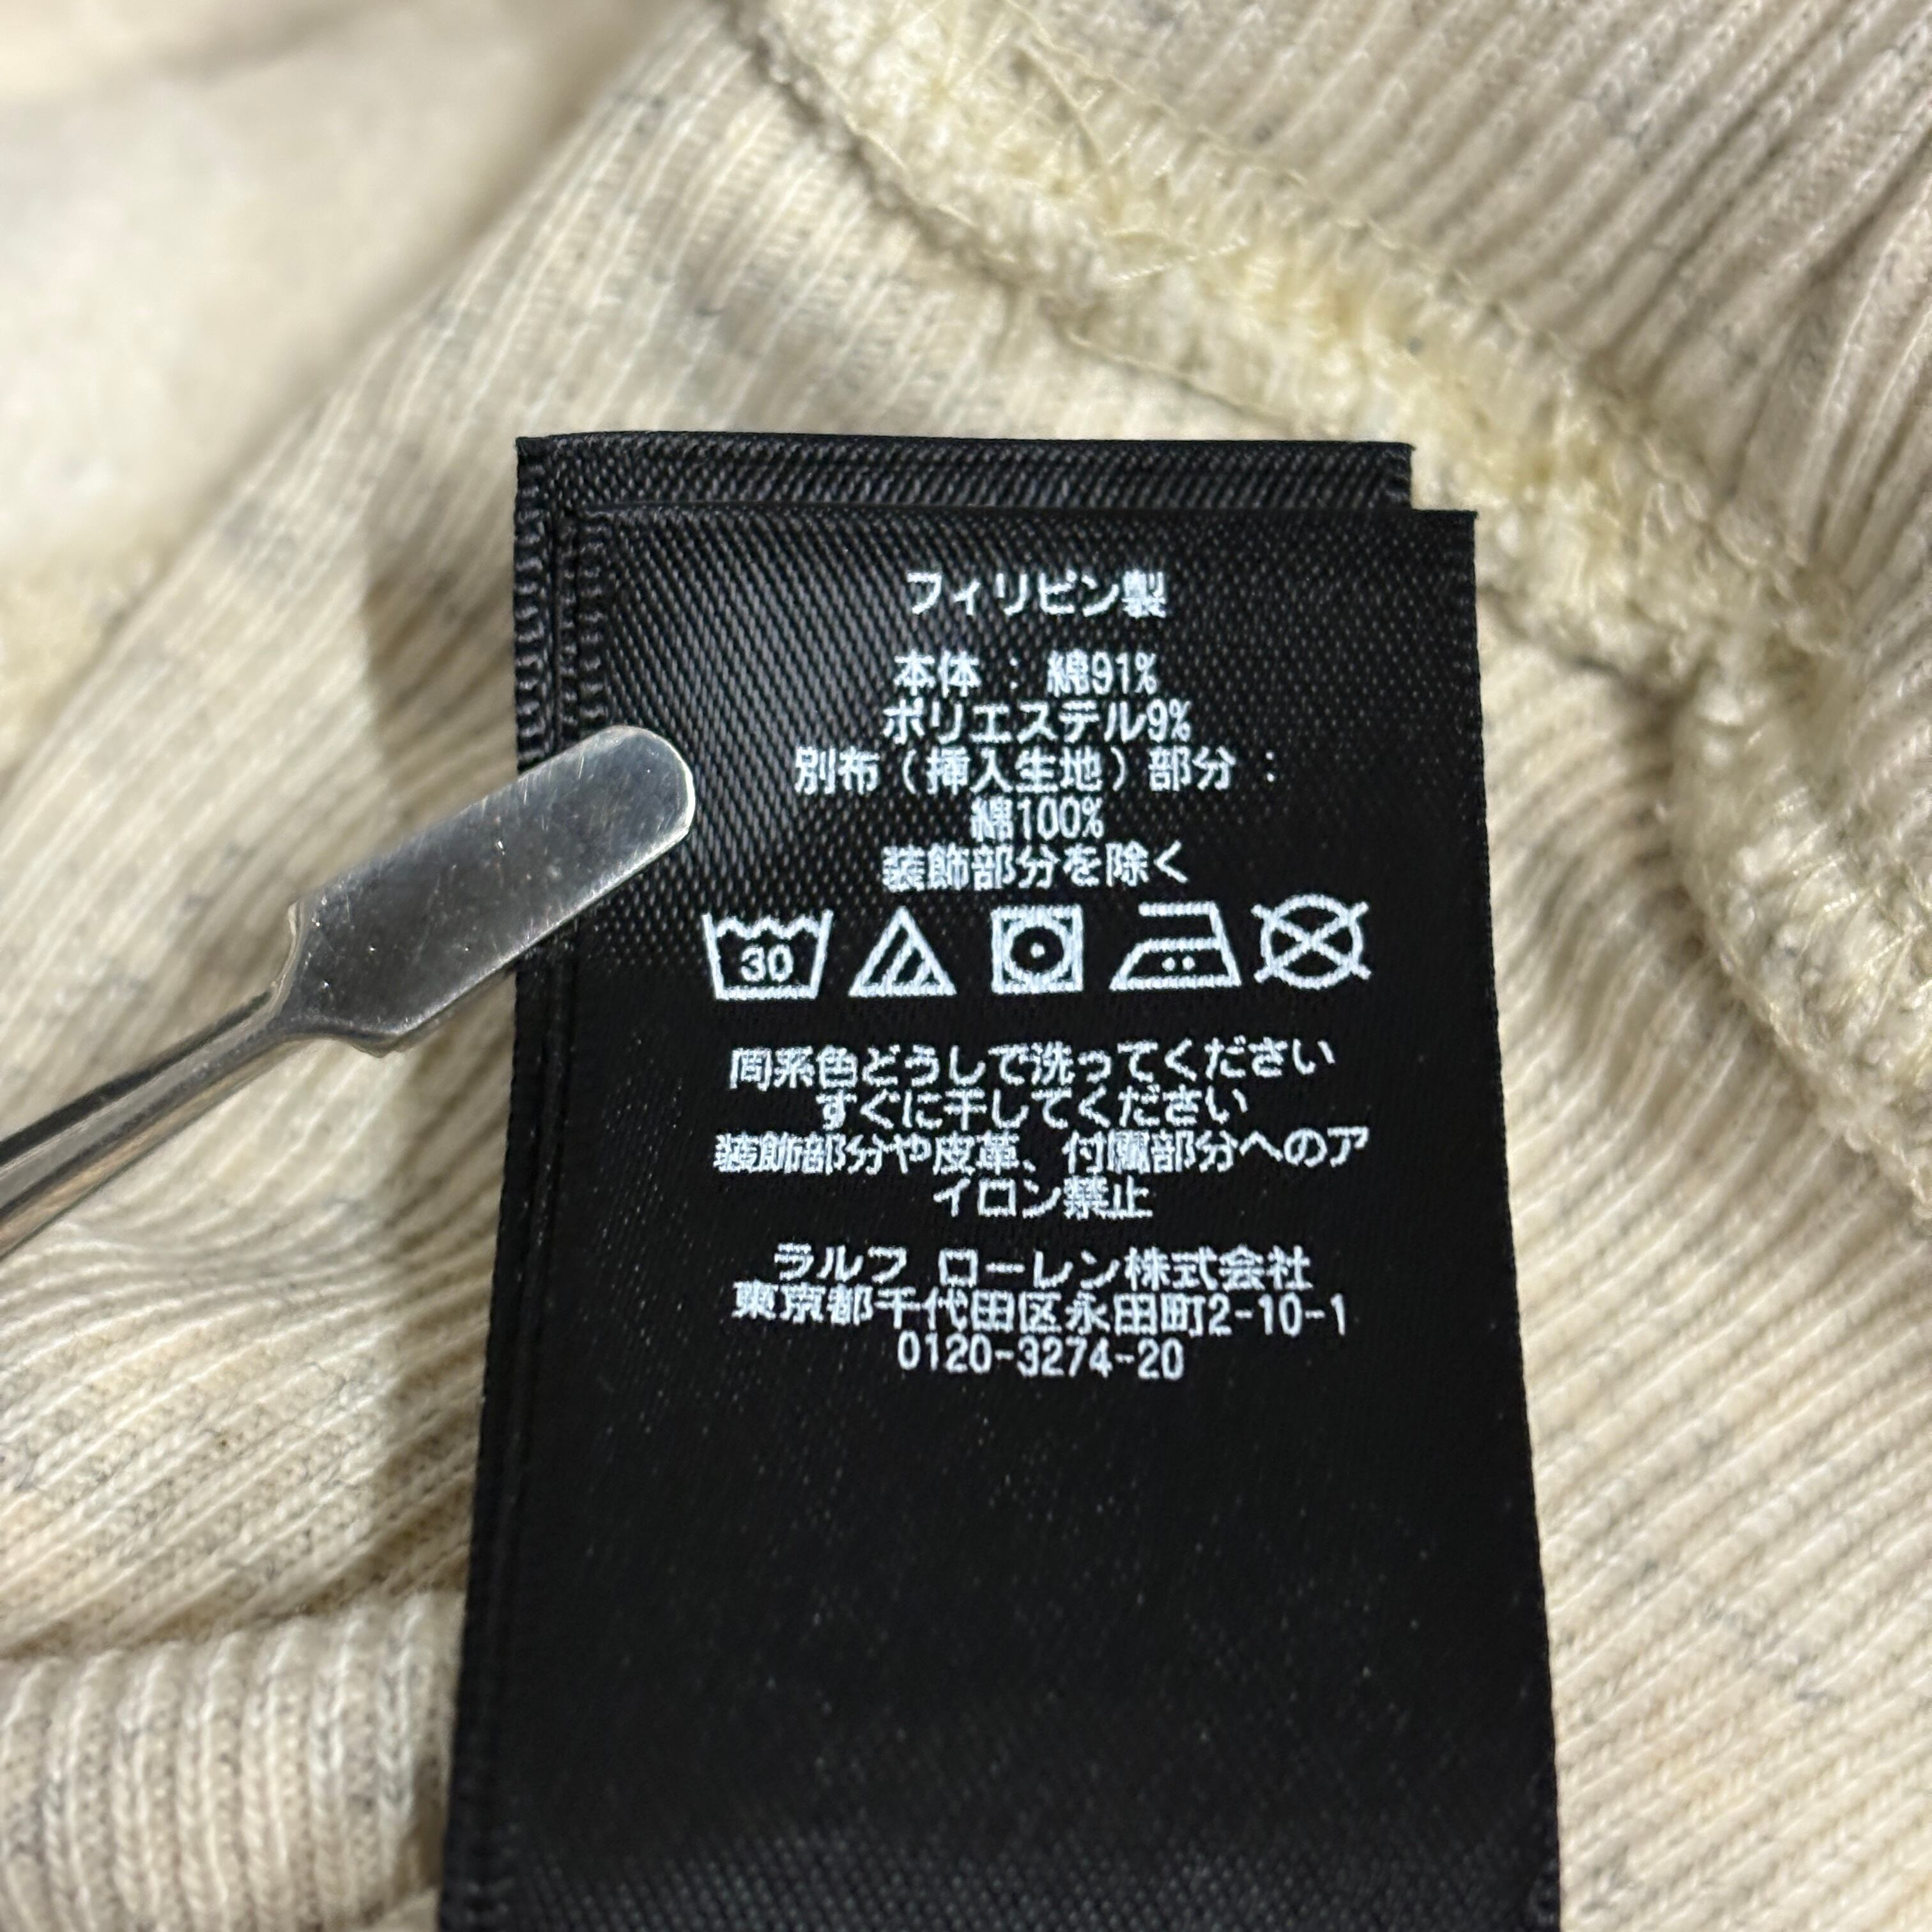 フィリピン製
本体 : 綿91%
ポリエステル9%
別布(挿入生地)部分 :
綿100%
装飾部分を除く
30
同系色どうしで洗ってください
すぐに干してください
装飾部分や皮革、付属部分へのア
イロン禁止
ラルフ ローレン株式会社
東京都千代田区永田町2-10-1
0120-3274-20